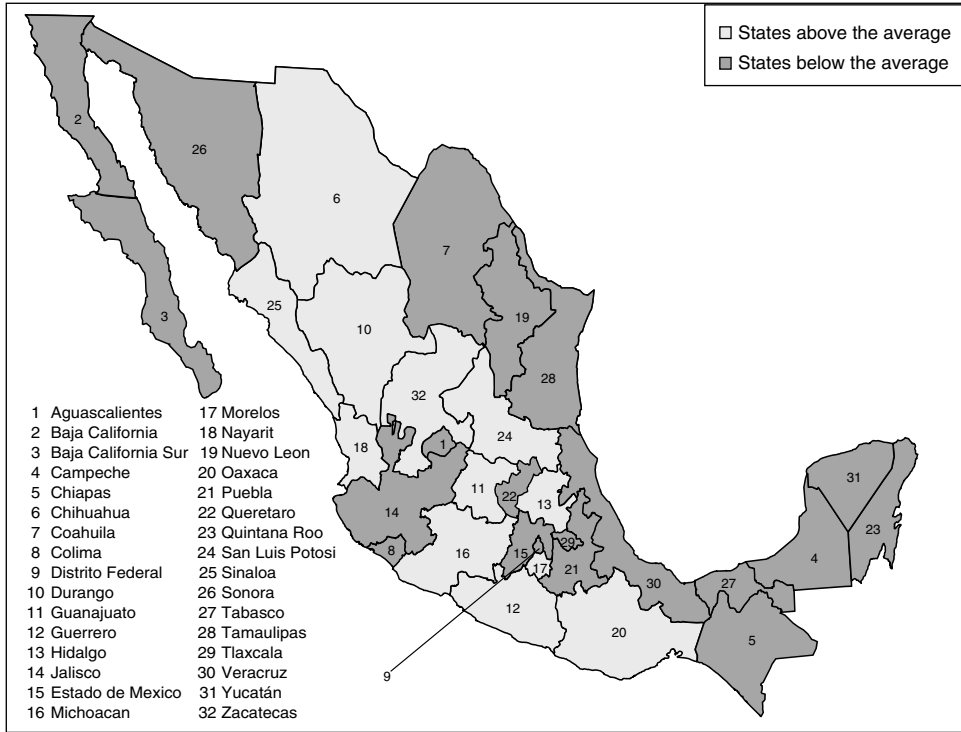 States above the average
States below the average
2
26
6
7
3
25
10
19
28
32
24
18
1
11
22
13
14
31
23
8
16
15
29
17
21
4
30
27
12
20
5
9
1 Aguascalientes
2 Baja California
3 Baja California Sur
4 Campeche
5 Chiapas
6 Chihuahua
7 Coahuila
8 Colima
9 Distrito Federal
10 Durango
11 Guanajuato
12 Guerrero
13 Hidalgo
14 Jalisco
15 Estado de Mexico
16 Michoacan
17 Morelos
18 Nayarit
19 Nuevo Leon
20 Oaxaca
21 Puebla
22 Queretaro
23 Quintana Roo
24 San Luis Potosi
25 Sinaloa
26 Sonora
27 Tabasco
28 Tamaulipas
29 Tlaxcala
30 Veracruz
31 Yucatán
32 Zacatecas